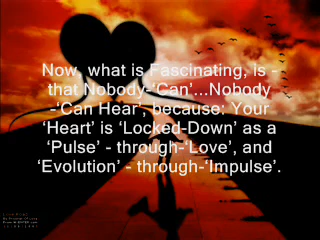 Now, what is Fascinating, is -
that Nobody-‘Can’...Nobody
-‘Can Hear’, because: Your
‘Heart’ is ‘Locked-Down’ as a
‘Pulse’ - through-‘Love’, and
‘Evolution’ - through-‘Impulse’.